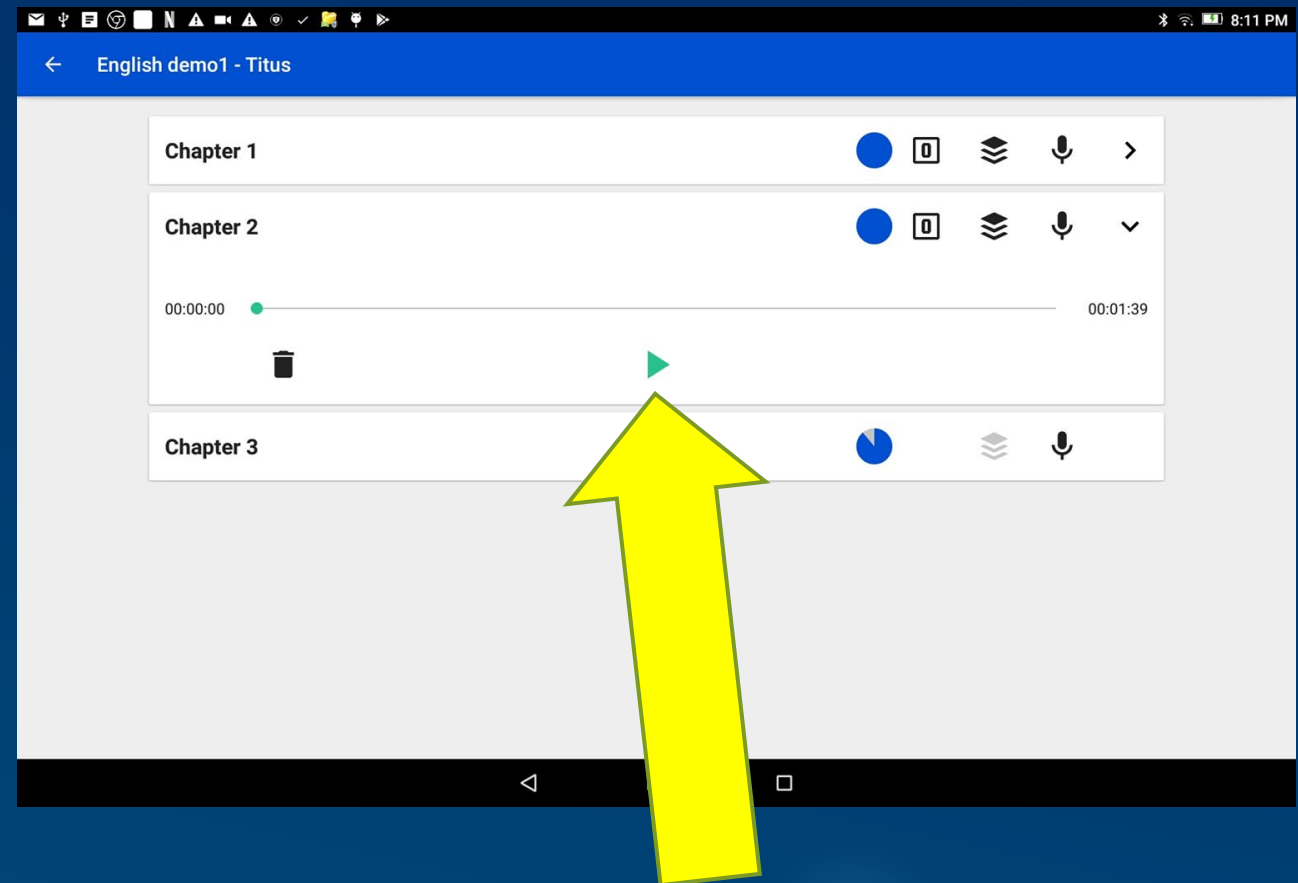 8:11 PM
English demo1 - Titus
Chapter 1
0
Chapter 2
0
00:00:00
00:01:39
Chapter 3